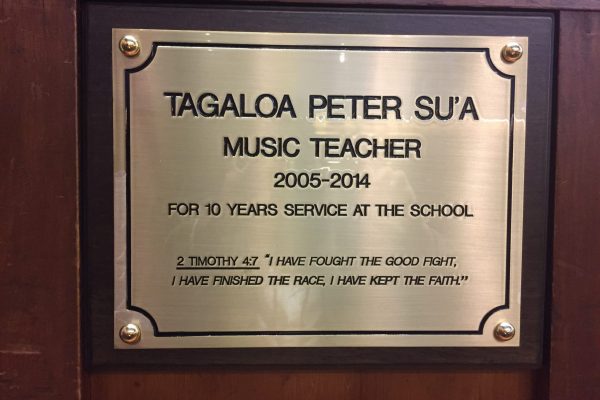 TAGALOA PETER SU'A
MUSIC TEACHER
2005-2014
FOR 10 YEARS SERVICE AT THE SCHOOL
2 TIMOTHY 4:7 "I HAVE FOUGHT THE GOOD FIGHT,
I HAVE FINISHED THE RACE, I HAVE KEPT THE FAITH."